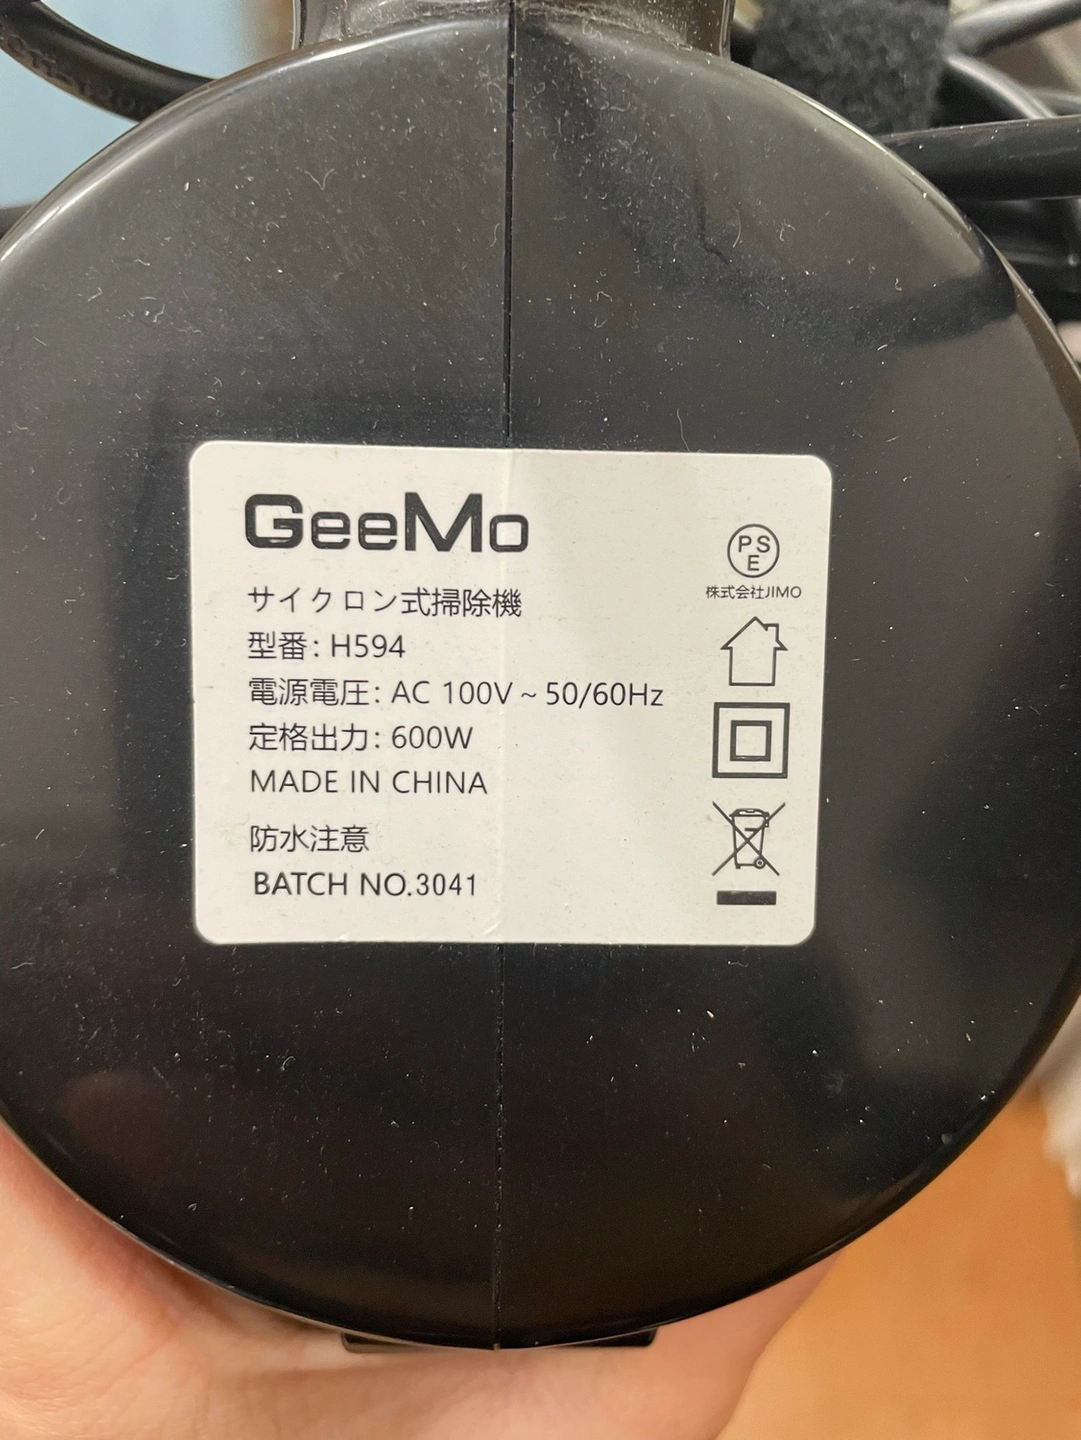 GeeMo
サイクロン式掃除機
型番: H594
電源電圧: AC 100V ~ 50/60Hz
定格出力: 600W
MADE IN CHINA
防水注意
BATCH NO.3041
PS
E
株式会社JIMO